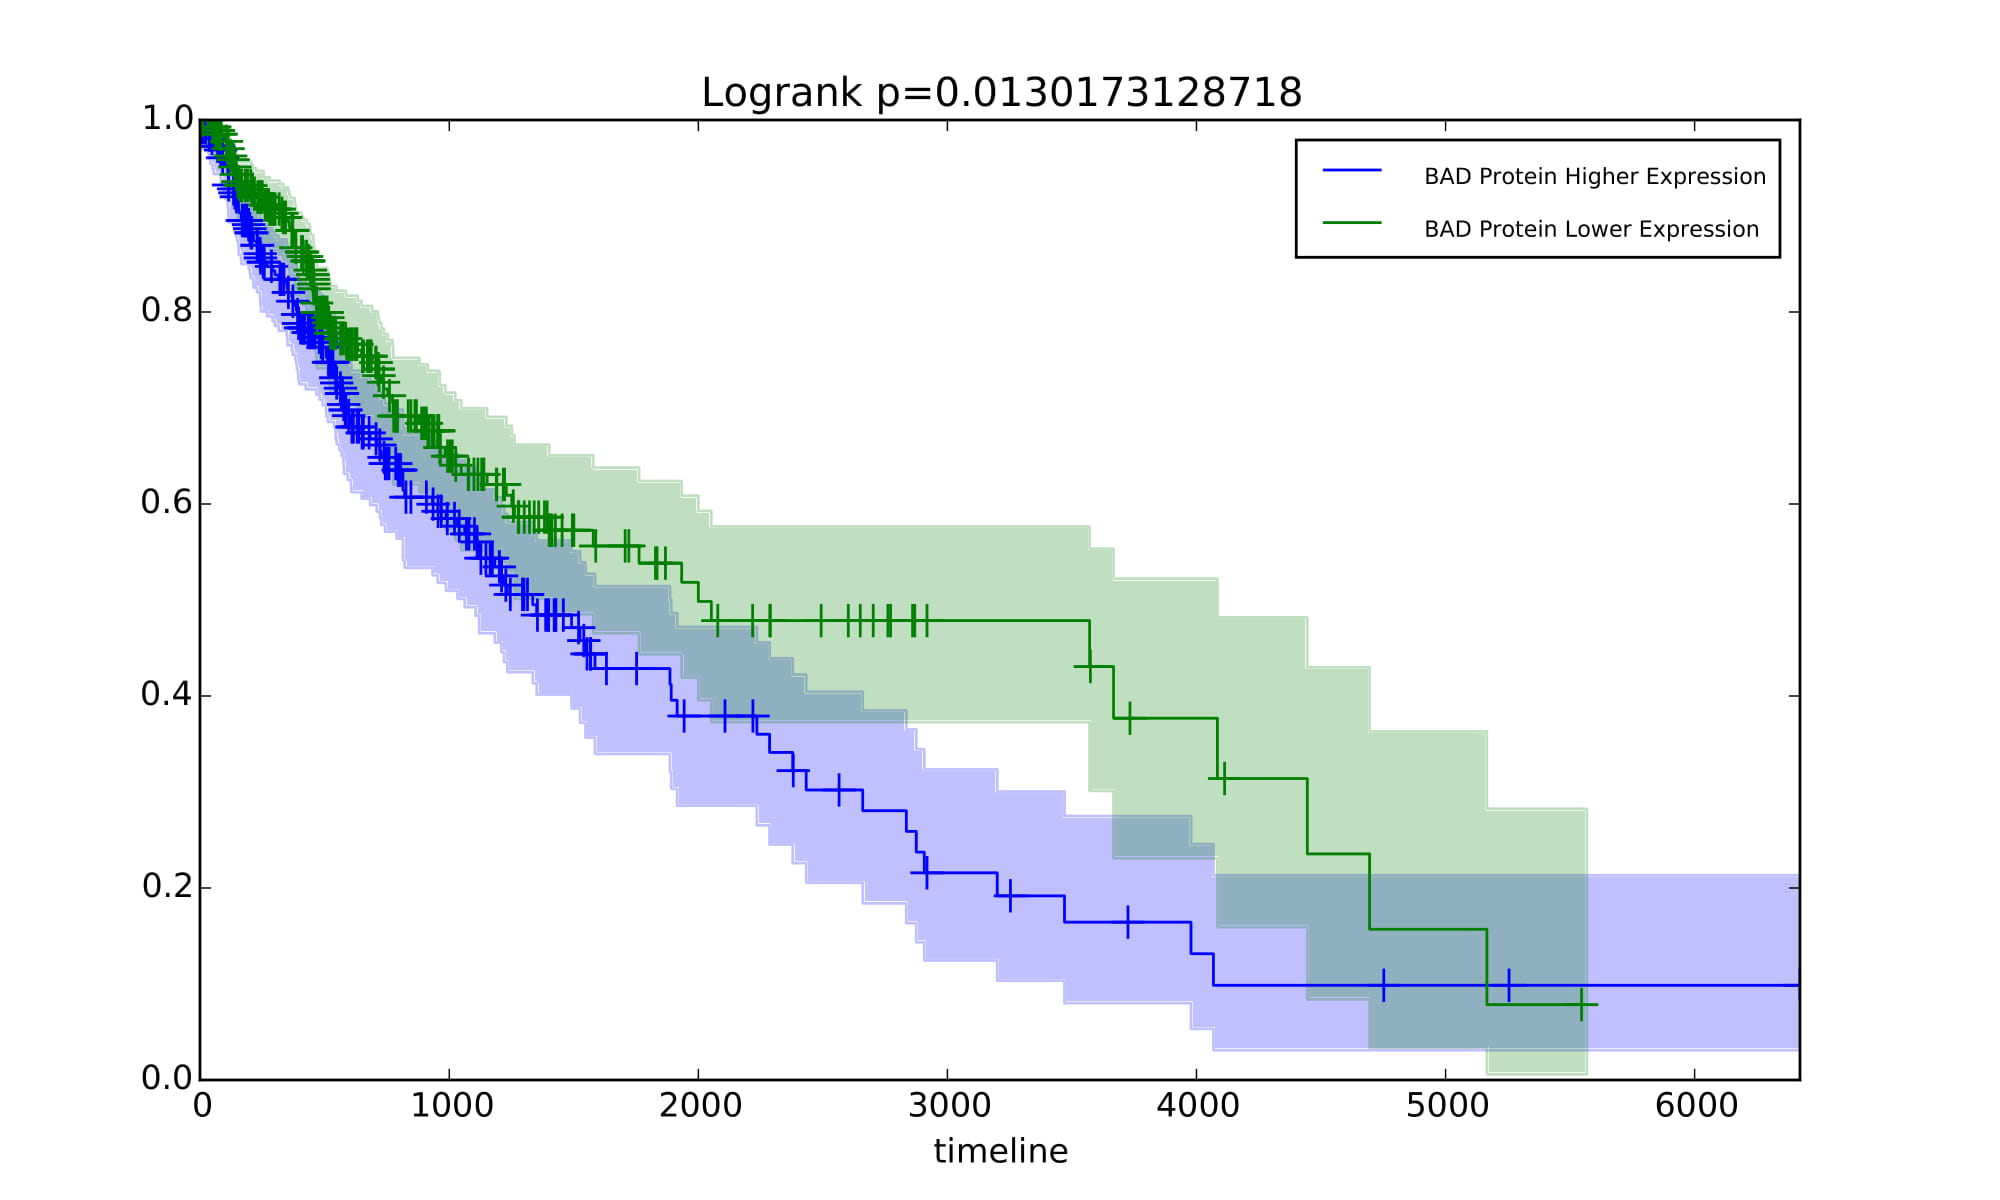 Logrank p=0.0130173128718
1.0
BAD Protein Higher Expression
BAD Protein Lower Expression
0.8
0.6
0.4
0.2
0.0
0 1000 2000 3000 4000 5000 6000
timeline